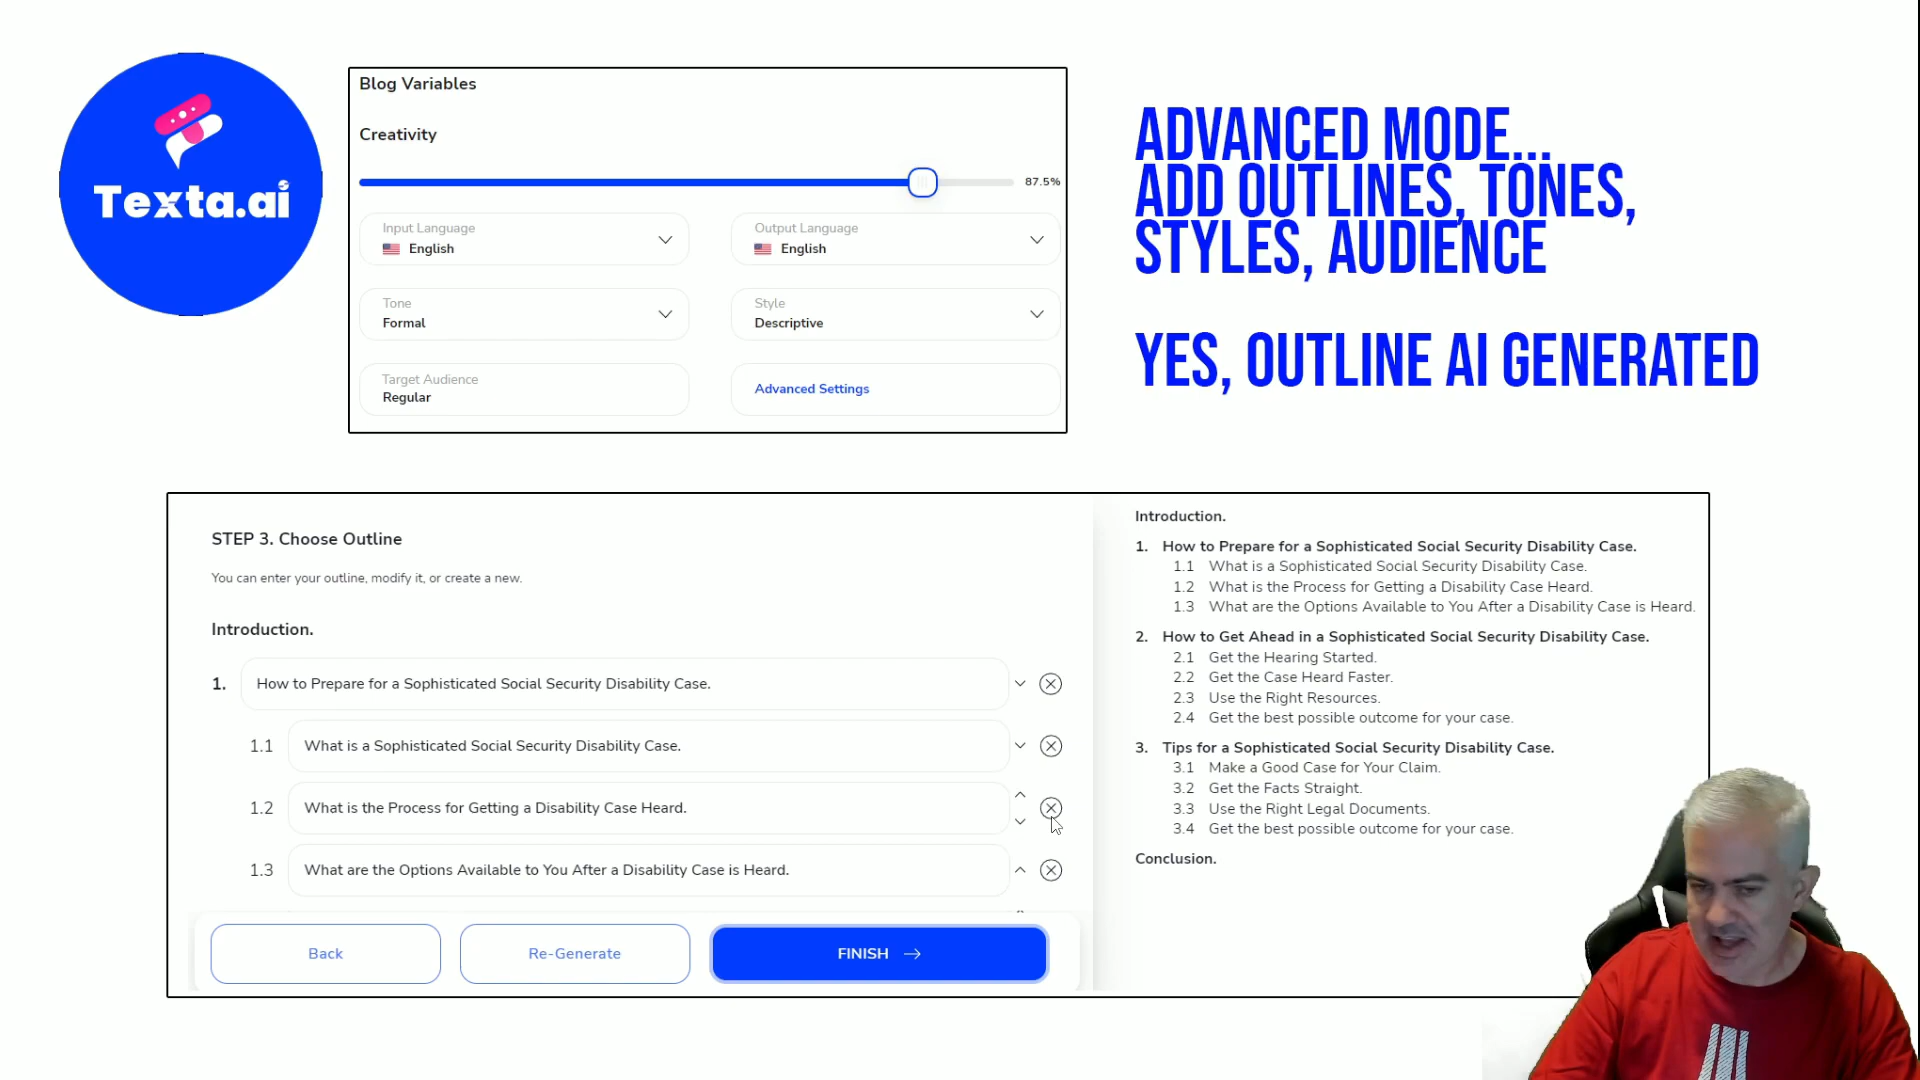 Texta.ai
Blog Variables
Creativity
87.5%
Input Language
English
Output Language
English
Tone
Formal
Style
Descriptive
Target Audience
Regular
Advanced Settings
ADVANCED MODE...
ADD OUTLINES, TONES,
STYLES, AUDIENCE
YES, OUTLINE AI GENERATED
STEP 3. Choose Outline
You can enter your outline, modify it, or create a new.
Introduction.
1. How to Prepare for a Sophisticated Social Security Disability Case.
1.1 What is a Sophisticated Social Security Disability Case.
1.2 What is the Process for Getting a Disability Case Heard.
1.3 What are the Options Available to You After a Disability Case is Heard.
Back
Re-Generate
FINISH →
Introduction.
1. How to Prepare for a Sophisticated Social Security Disability Case.
1.1 What is a Sophisticated Social Security Disability Case.
1.2 What is the Process for Getting a Disability Case Heard.
1.3 What are the Options Available to You After a Disability Case is Heard.
2. How to Get Ahead in a Sophisticated Social Security Disability Case.
2.1 Get the Hearing Started.
2.2 Get the Case Heard Faster.
2.3 Use the Right Resources.
2.4 Get the best possible outcome for your case.
3. Tips for a Sophisticated Social Security Disability Case.
3.1 Make a Good Case for Your Claim.
3.2 Get the Facts Straight.
3.3 Use the Right Legal Documents.
3.4 Get the best possible outcome for your case.
Conclusion.